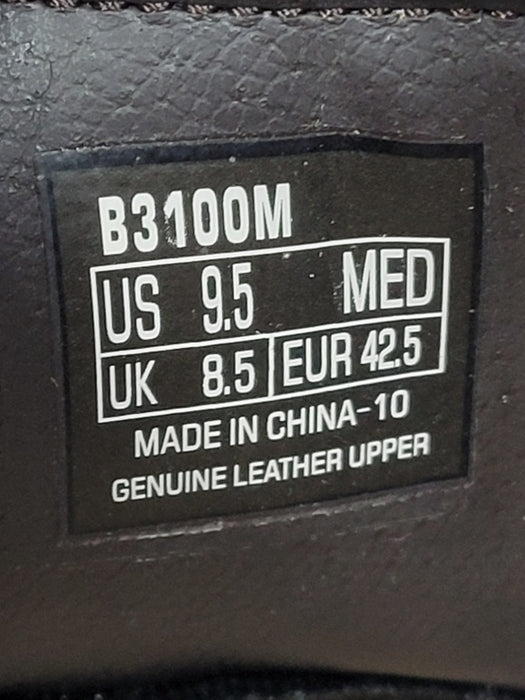 B3100M
US 9.5 MED
UK 8.5 EUR 42.5
MADE IN CHINA-10
GENUINE LEATHER UPPER